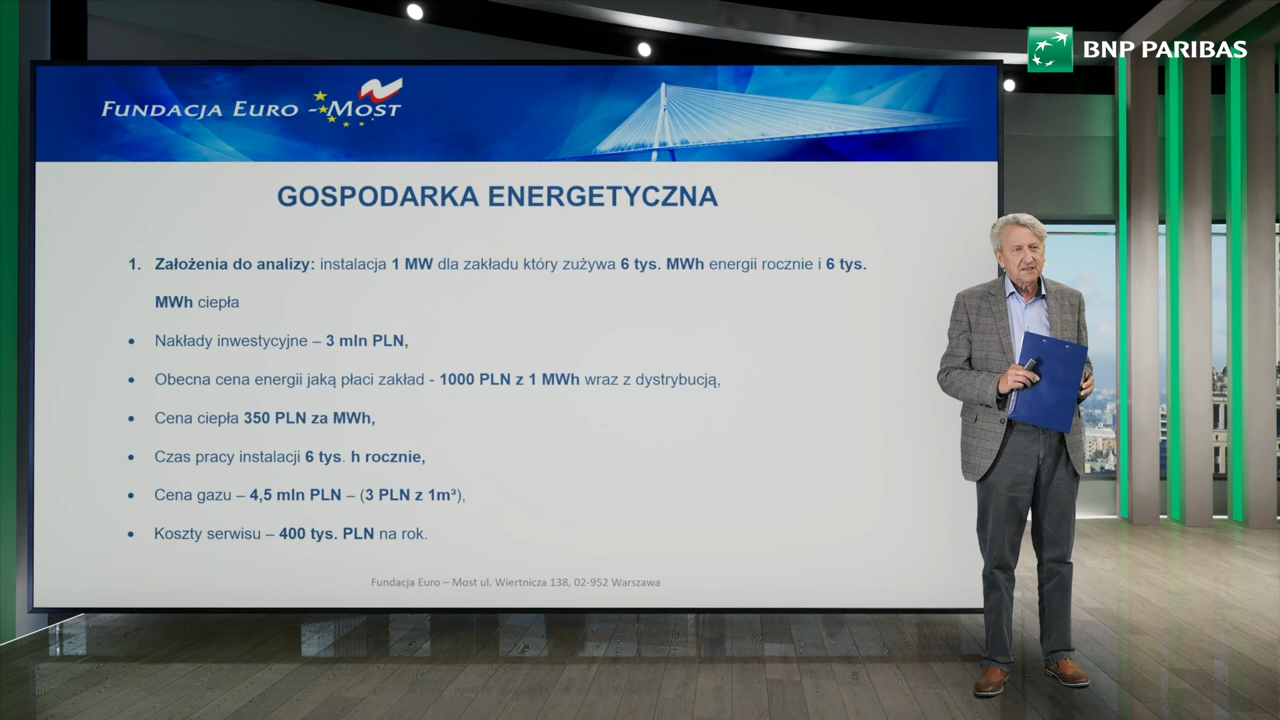 BNP PARIBAS
FUNDACJA EURO - MOST
GOSPODARKA ENERGETYCZNA
1. Założenia do analizy: instalacja 1 MW dla zakładu który zużywa 6 tys. MWh energii rocznie i 6 tys.
MWh ciepła
• Nakłady inwestycyjne – 3 mln PLN,
• Obecna cena energii jaką płaci zakład - 1000 PLN z 1 MWh wraz z dystrybucją,
• Cena ciepła 350 PLN za MWh,
• Czas pracy instalacji 6 tys. h rocznie,
• Cena gazu – 4,5 mln PLN – (3 PLN z 1m³),
• Koszty serwisu – 400 tys. PLN na rok.
Fundacja Euro – Most ul. Wiertnicza 138, 02-952 Warszawa